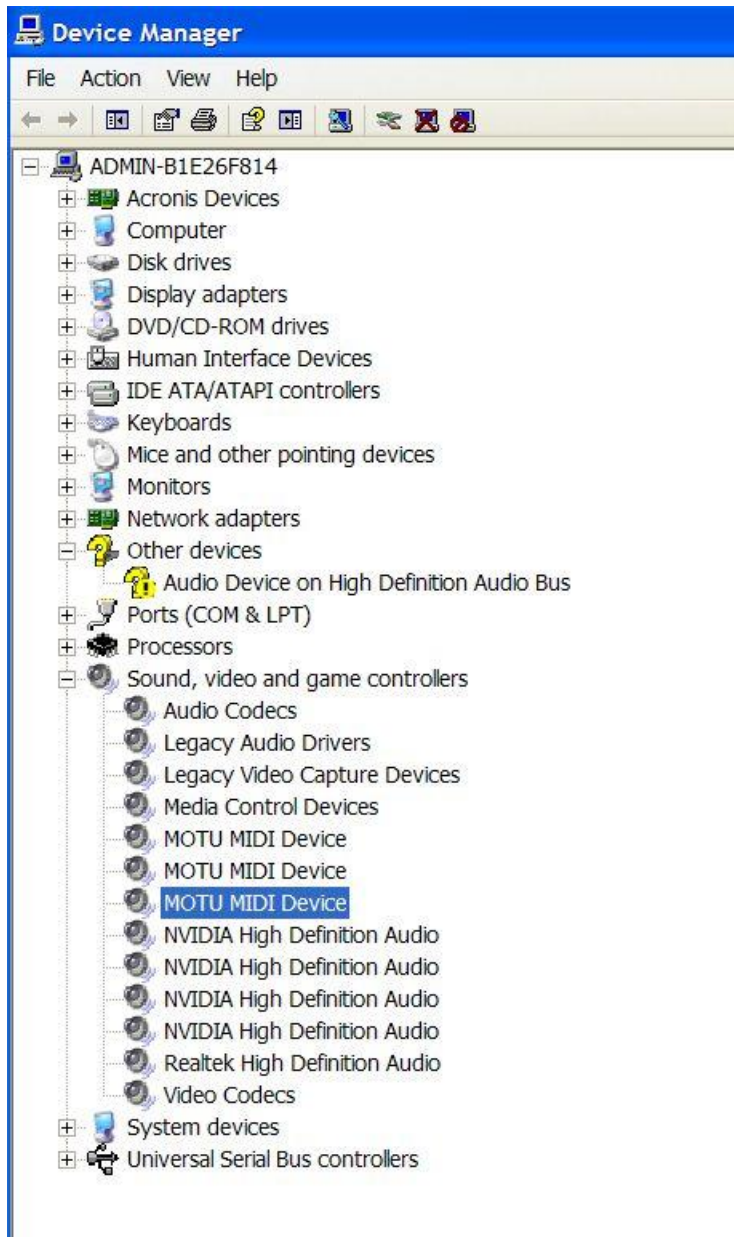 Device Manager
File Action View Help
ADMIN-B1E26F814
Acronis Devices
Computer
Disk drives
Display adapters
DVD/CD-ROM drives
Human Interface Devices
IDE ATA/ATAPI controllers
Keyboards
Mice and other pointing devices
Monitors
Network adapters
Other devices
Audio Device on High Definition Audio Bus
Ports (COM & LPT)
Processors
Sound, video and game controllers
Audio Codecs
Legacy Audio Drivers
Legacy Video Capture Devices
Media Control Devices
MOTU MIDI Device
MOTU MIDI Device
MOTU MIDI Device
NVIDIA High Definition Audio
NVIDIA High Definition Audio
NVIDIA High Definition Audio
NVIDIA High Definition Audio
Realtek High Definition Audio
Video Codecs
System devices
Universal Serial Bus controllers